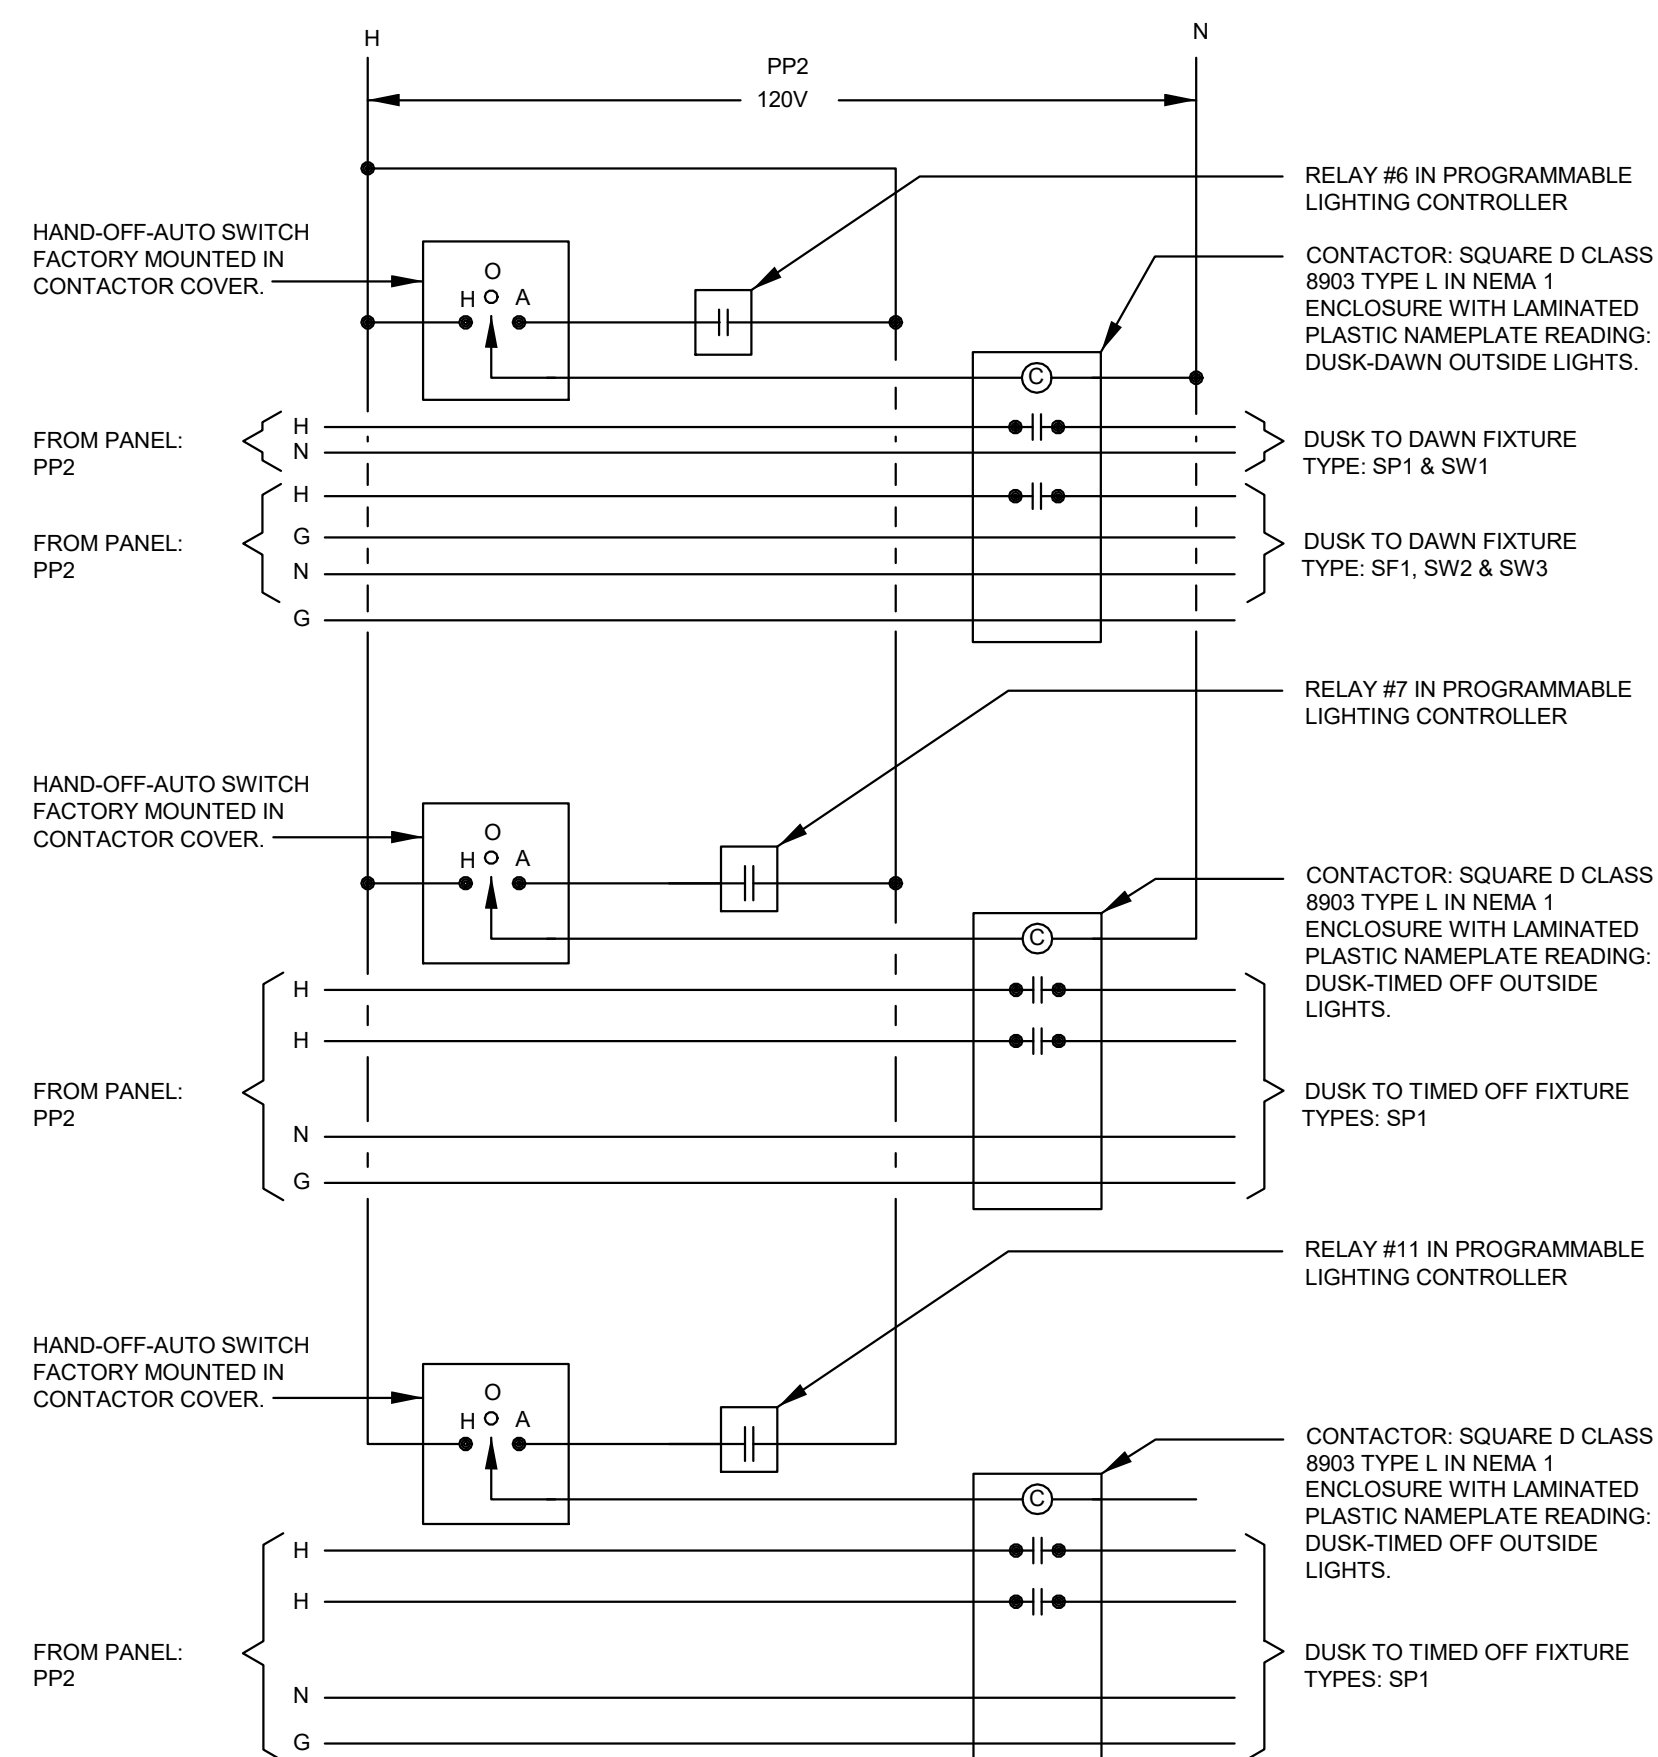 H
N
PP2
120V
RELAY #6 IN PROGRAMMABLE
LIGHTING CONTROLLER
HAND-OFF-AUTO SWITCH
FACTORY MOUNTED IN
CONTACTOR COVER.
O
H
A
CONTACTOR: SQUARE D CLASS
8903 TYPE L IN NEMA 1
ENCLOSURE WITH LAMINATED
PLASTIC NAMEPLATE READING:
DUSK-DAWN OUTSIDE LIGHTS.
C
FROM PANEL:
PP2
H
N
DUSK TO DAWN FIXTURE
TYPE: SP1 & SW1
FROM PANEL:
PP2
H
G
N
G
DUSK TO DAWN FIXTURE
TYPE: SF1, SW2 & SW3
RELAY #7 IN PROGRAMMABLE
LIGHTING CONTROLLER
HAND-OFF-AUTO SWITCH
FACTORY MOUNTED IN
CONTACTOR COVER.
O
H
A
CONTACTOR: SQUARE D CLASS
8903 TYPE L IN NEMA 1
ENCLOSURE WITH LAMINATED
PLASTIC NAMEPLATE READING:
DUSK-TIMED OFF OUTSIDE
LIGHTS.
C
FROM PANEL:
PP2
H
H
N
G
DUSK TO TIMED OFF FIXTURE
TYPES: SP1
RELAY #11 IN PROGRAMMABLE
LIGHTING CONTROLLER
HAND-OFF-AUTO SWITCH
FACTORY MOUNTED IN
CONTACTOR COVER.
O
H
A
CONTACTOR: SQUARE D CLASS
8903 TYPE L IN NEMA 1
ENCLOSURE WITH LAMINATED
PLASTIC NAMEPLATE READING:
DUSK-TIMED OFF OUTSIDE
LIGHTS.
C
FROM PANEL:
PP2
H
H
N
G
DUSK TO TIMED OFF FIXTURE
TYPES: SP1